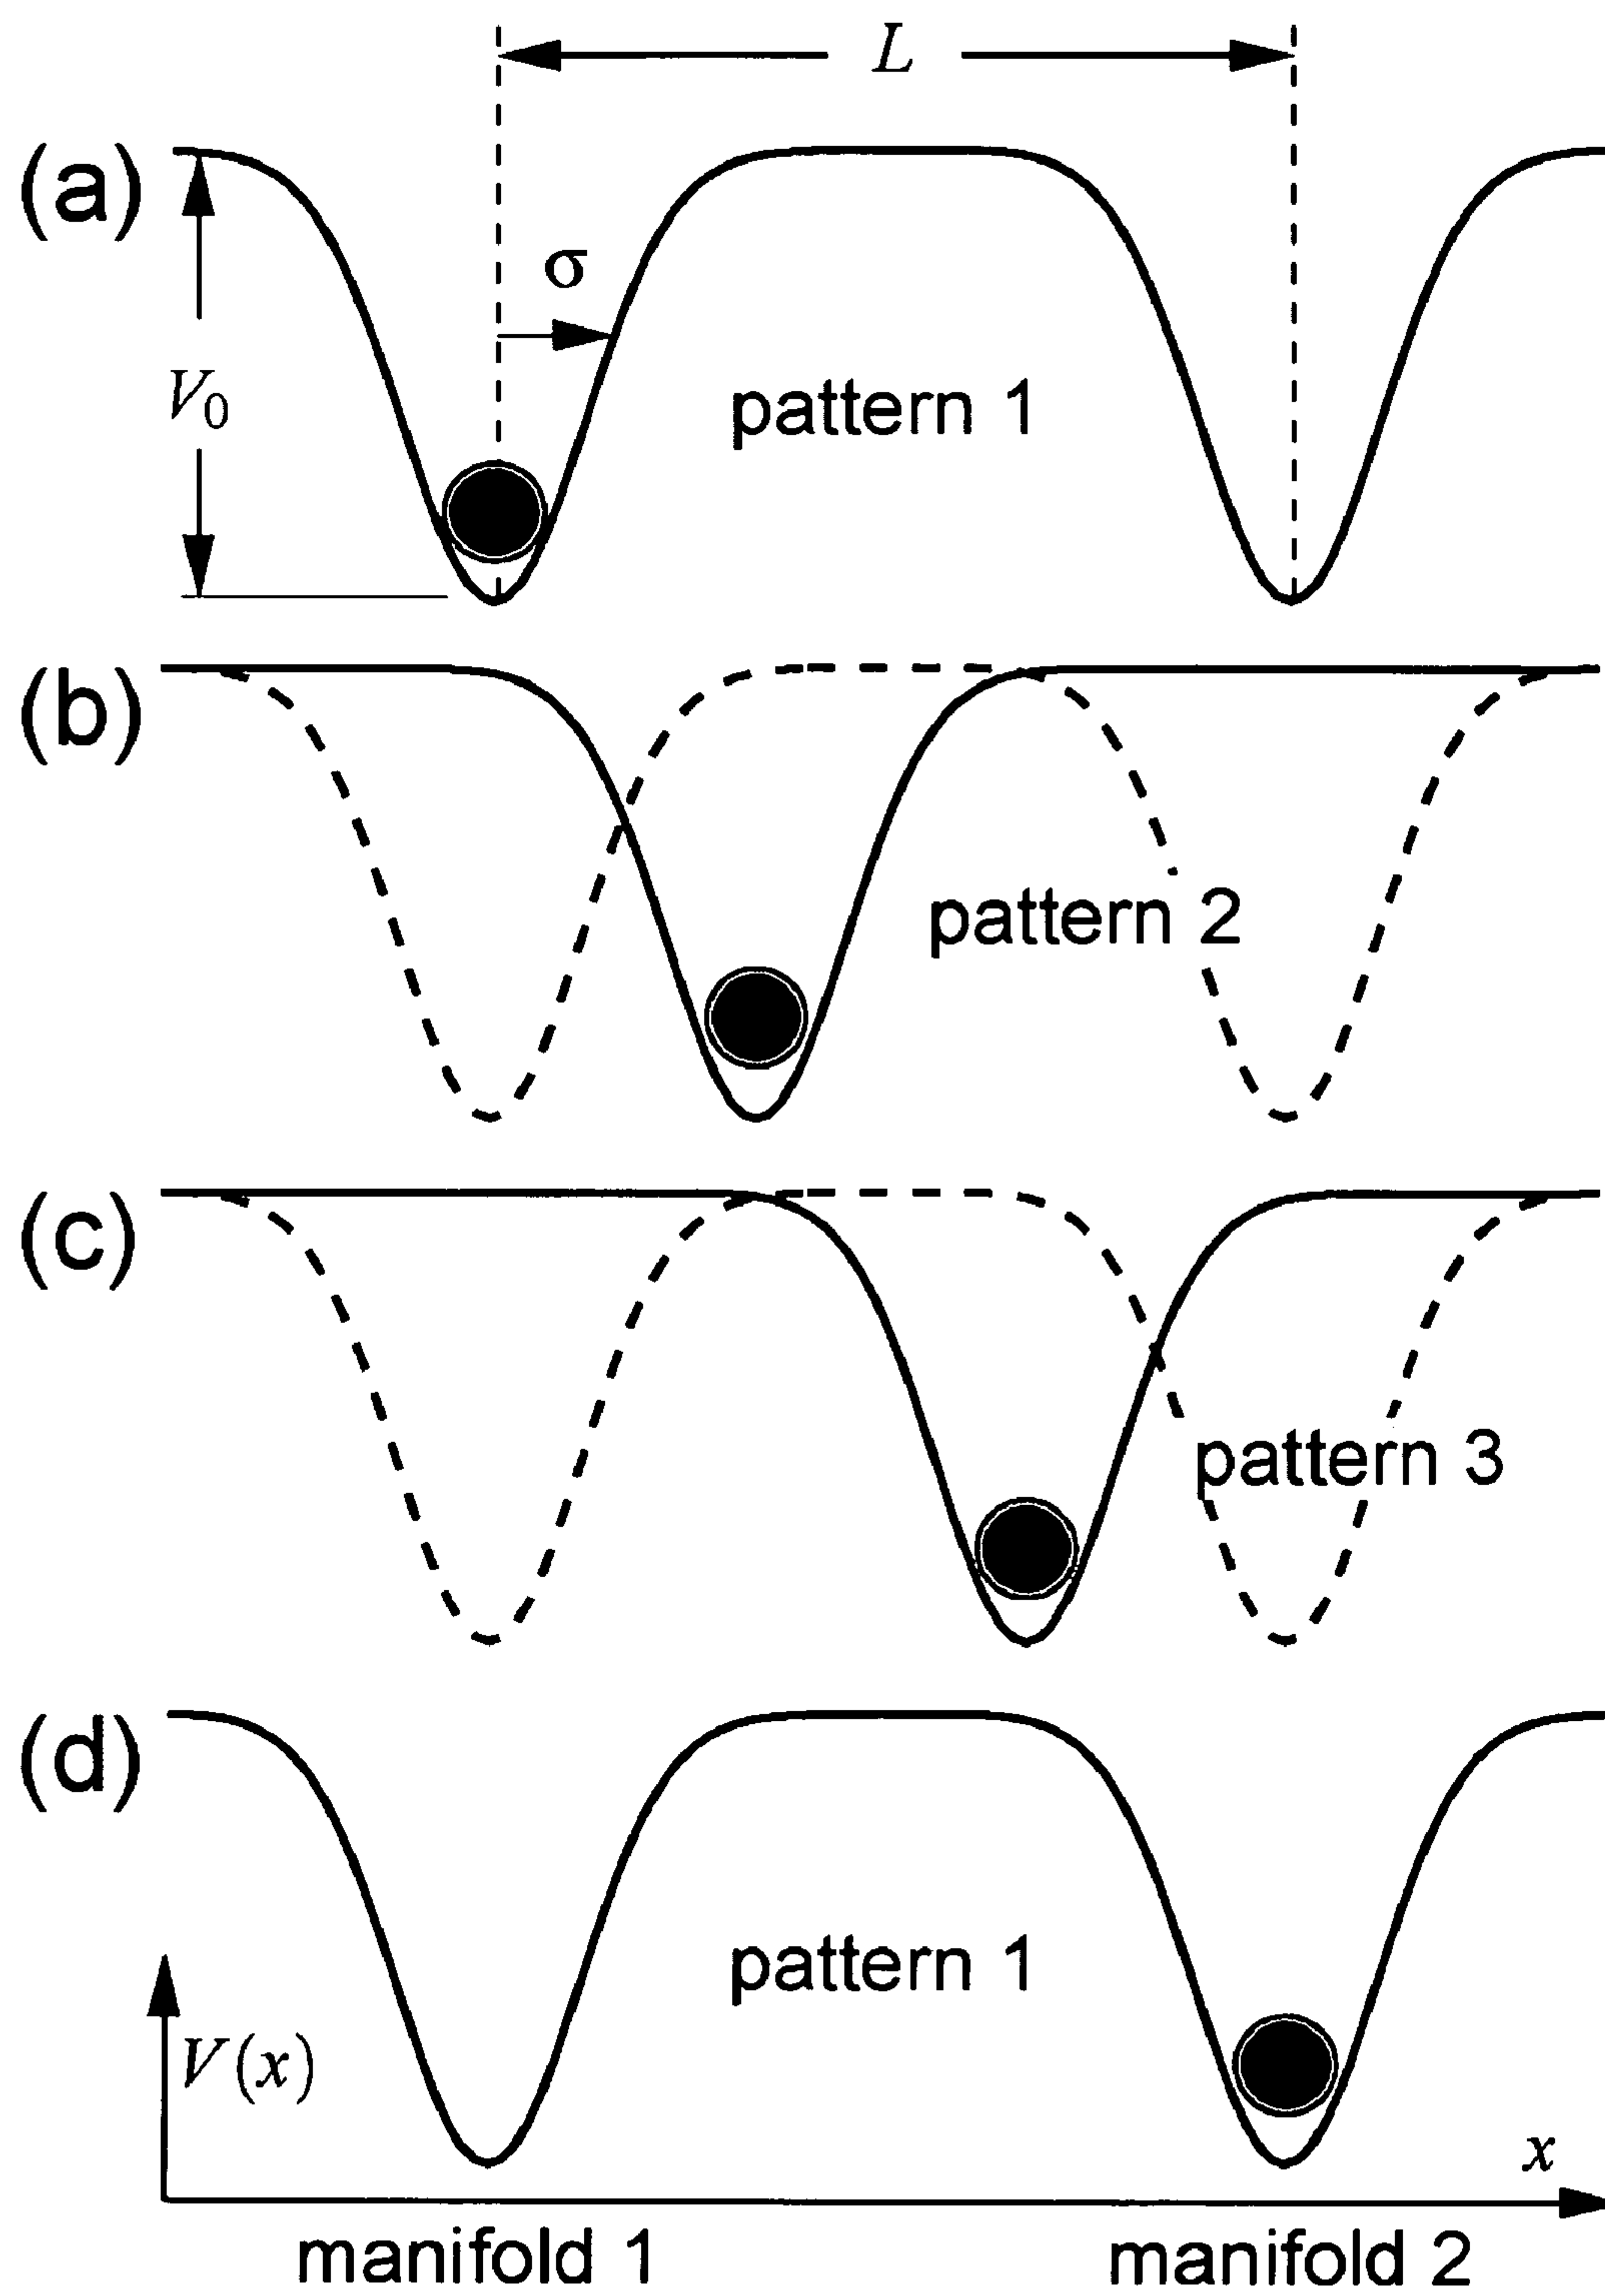 L
(a)
σ
V₀
pattern 1
(b)
pattern 2
(c)
pattern 3
(d)
pattern 1
V(x)
x
manifold 1 manifold 2